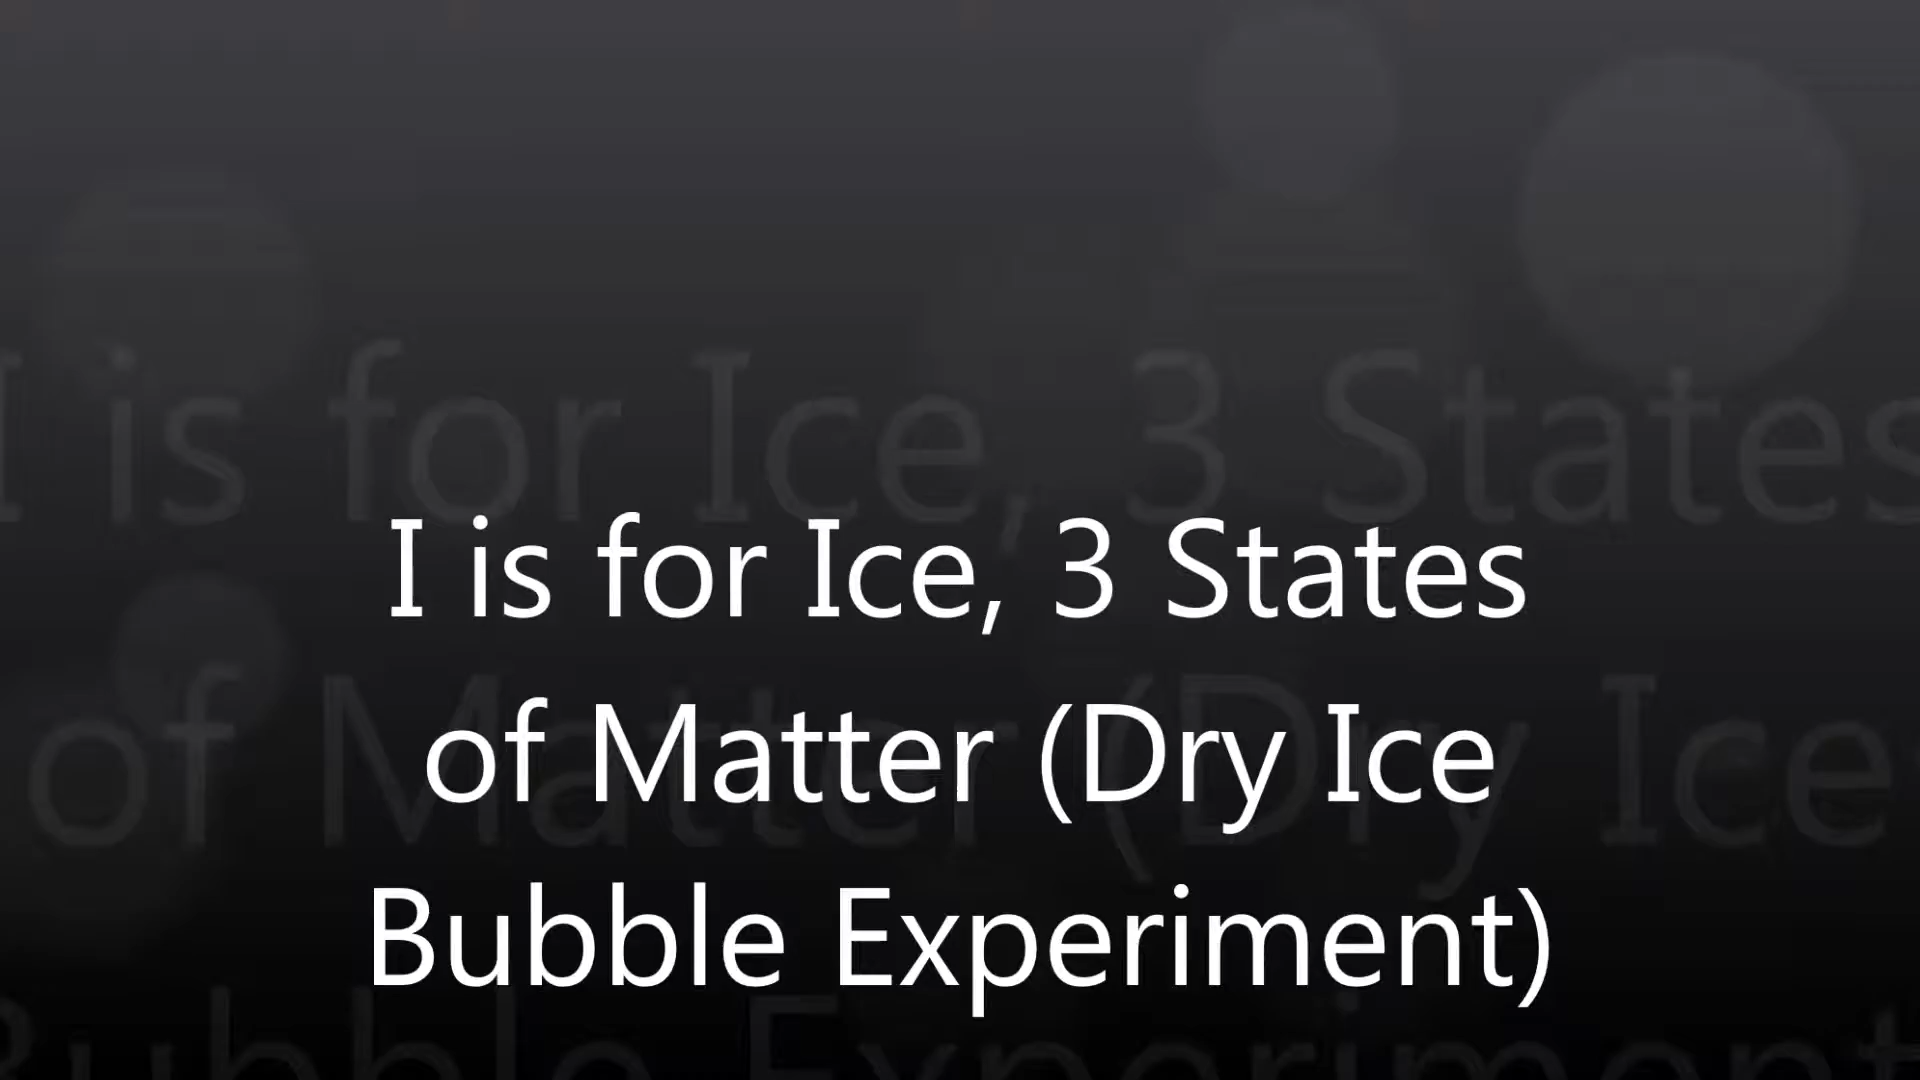 I is for Ice, 3 States
of Matter (Dry Ice
Bubble Experiment)